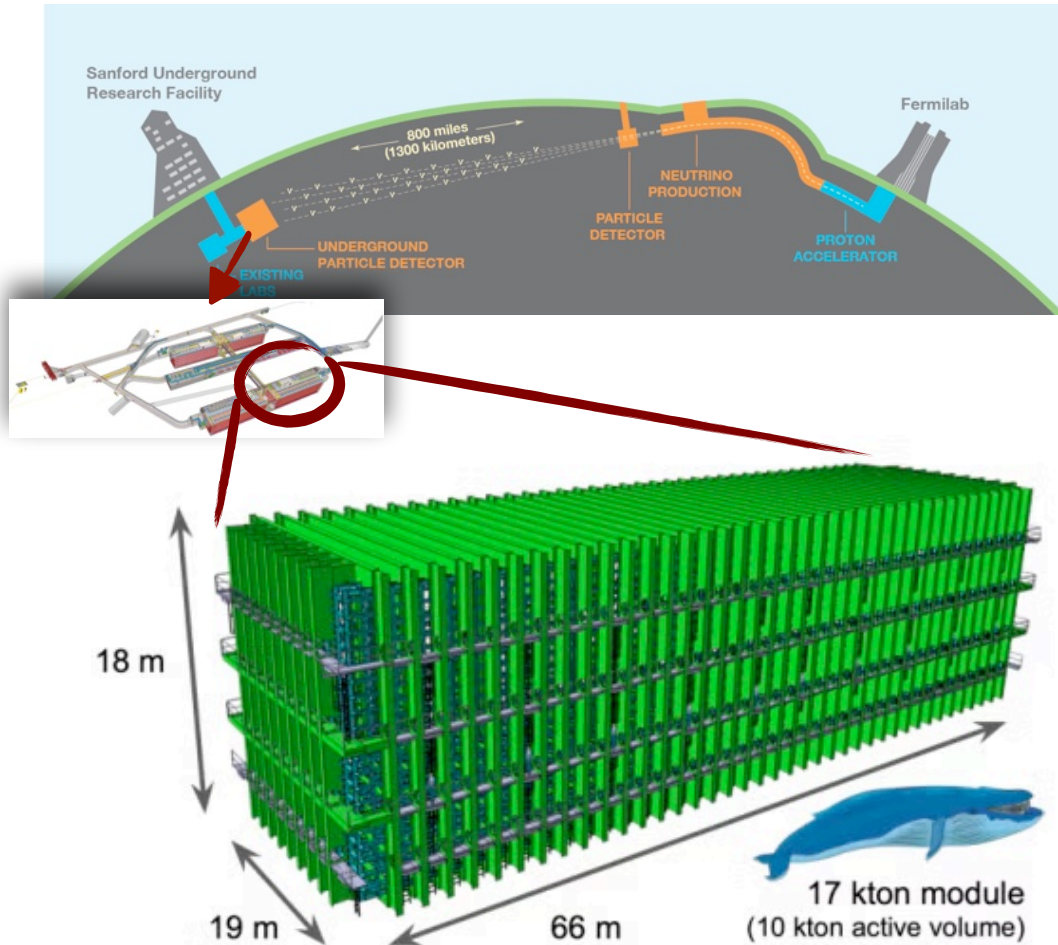 Sanford Underground
Research Facility
Fermilab
800 miles
(1300 kilometers)
NEUTRINO
PRODUCTION
PARTICLE
DETECTOR
PROTON
ACCELERATOR
UNDERGROUND
PARTICLE DETECTOR
EXISTING
LABS
18 m
19 m
66 m
17 kton module
(10 kton active volume)